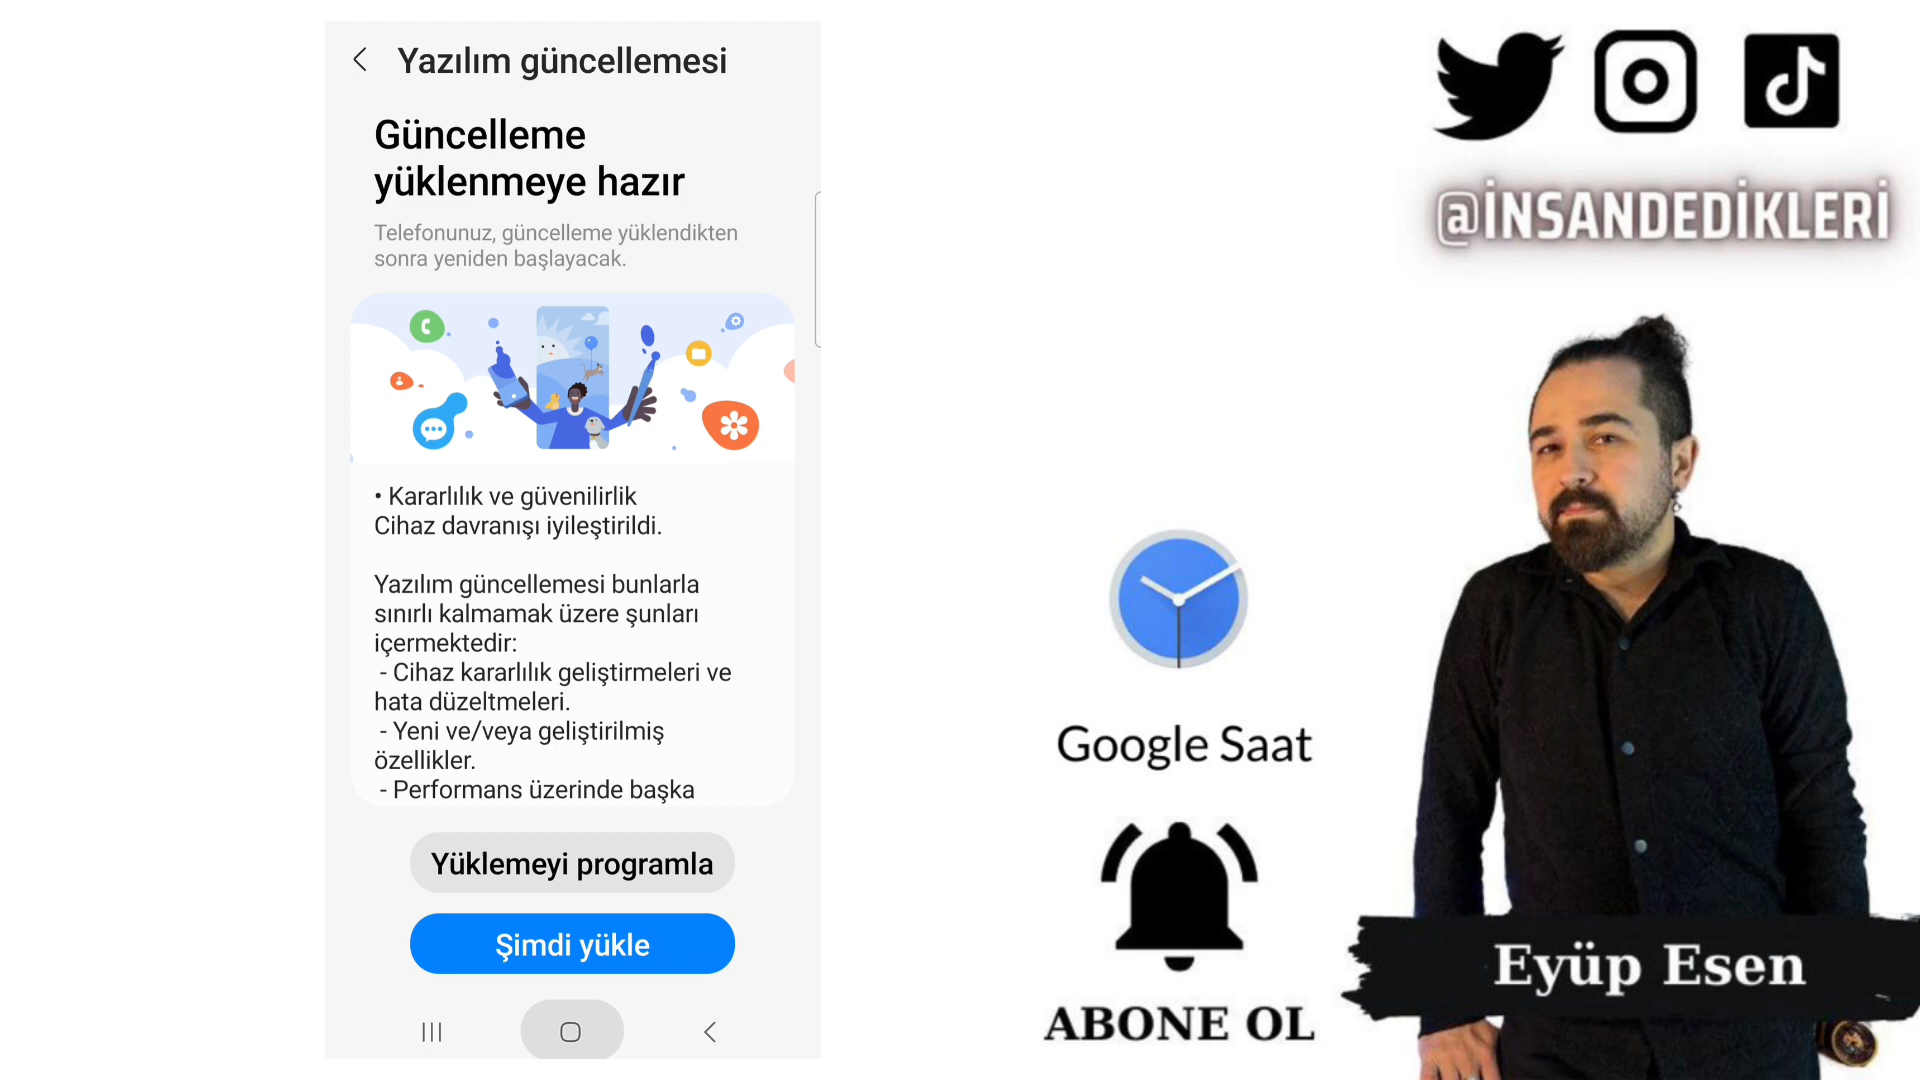 Yazılım güncellemesi
Güncelleme
yüklenmeye hazır
Telefonunuz, güncelleme yüklendikten
sonra yeniden başlayacak.
• Kararlılık ve güvenilirlik
Cihaz davranışı iyileştirildi.
Yazılım güncellemesi bunlarla
sınırlı kalmamak üzere şunları
içermektedir:
- Cihaz kararlılık geliştirmeleri ve
hata düzeltmeleri.
- Yeni ve/veya geliştirilmiş
özellikler.
- Performans üzerinde başka
Yüklemeyi programla
Şimdi yükle
@İNSANDEDİKLERİ
Google Saat
ABONE OL
Eyüp Esen